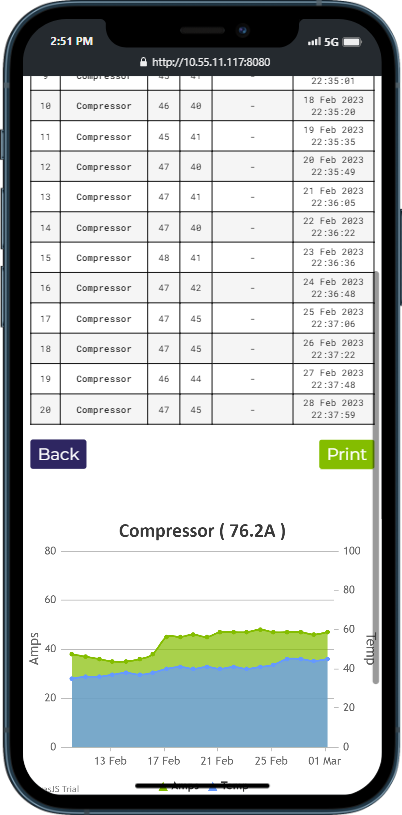 2:51 PM 5G
http://10.55.11.117:8080
9 Compressor 45 41 22:35:01
10 Compressor 46 40 - 18 Feb 2023
22:35:20
11 Compressor 45 41 - 19 Feb 2023
22:35:35
12 Compressor 47 40 - 20 Feb 2023
22:35:49
13 Compressor 47 41 - 21 Feb 2023
22:36:05
14 Compressor 47 40 - 22 Feb 2023
22:36:22
15 Compressor 48 41 - 23 Feb 2023
22:36:36
16 Compressor 47 42 - 24 Feb 2023
22:36:48
17 Compressor 47 45 - 25 Feb 2023
22:37:06
18 Compressor 47 45 - 26 Feb 2023
22:37:22
19 Compressor 46 44 - 27 Feb 2023
22:37:48
20 Compressor 47 45 - 28 Feb 2023
22:37:59
Back Print
Compressor ( 76.2A )
80 100
80
60
60
Amps Temp
40 40
20
20
0 0
13 Feb 17 Feb 21 Feb 25 Feb 01 Mar
Amps Temp
asJS Trial